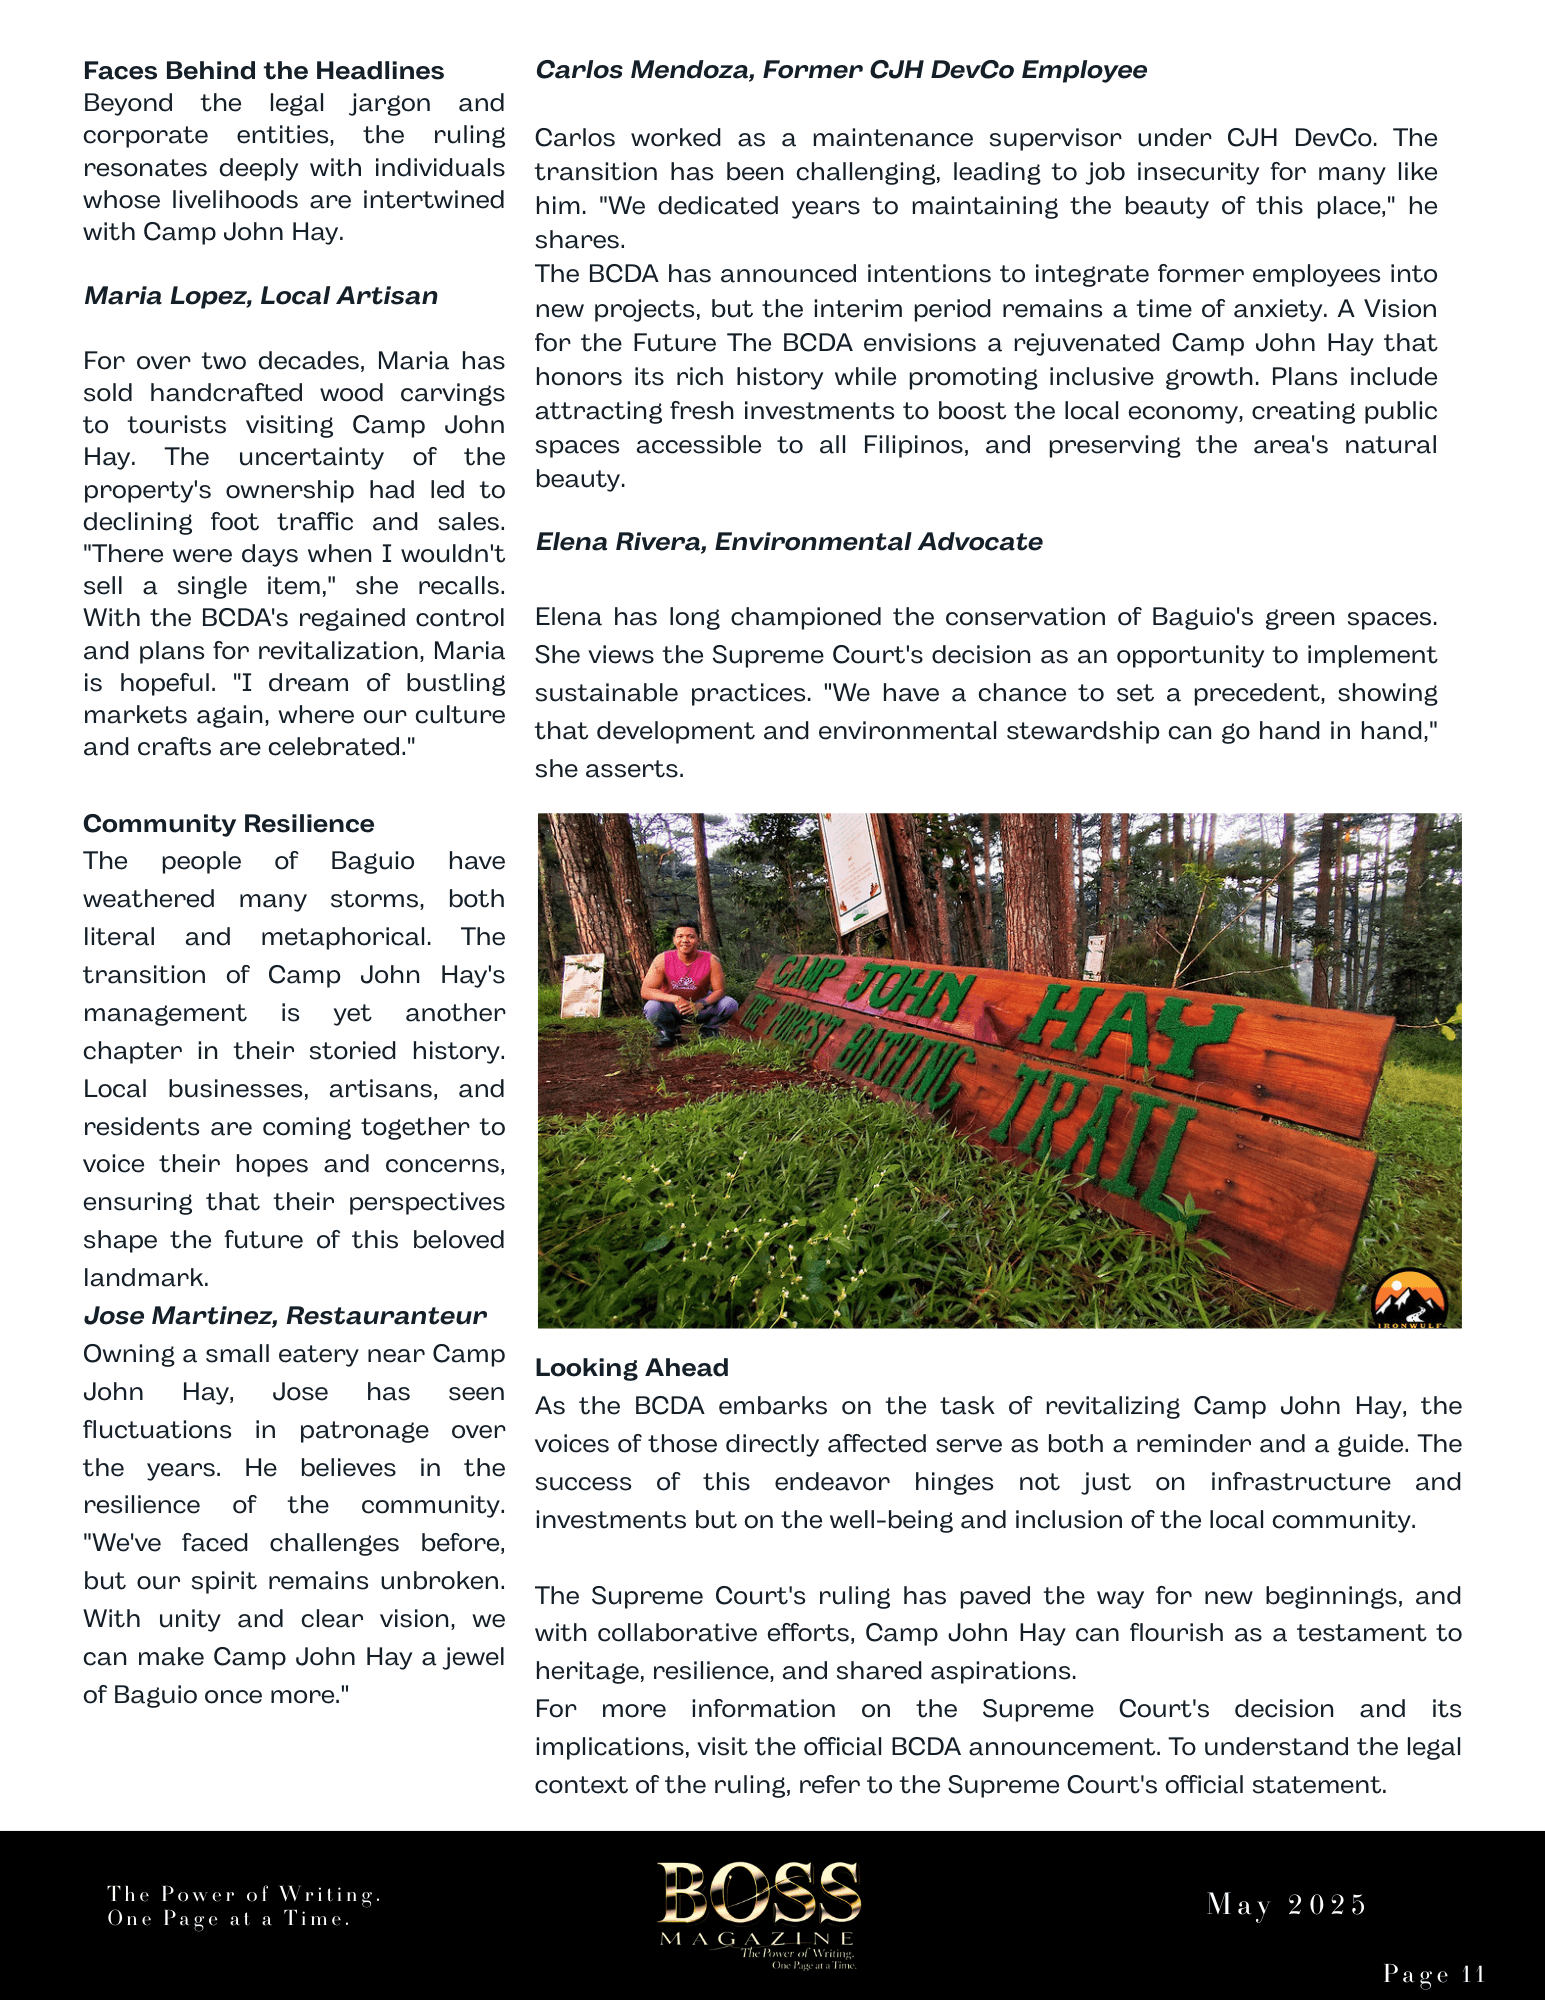 Faces Behind the Headlines
Beyond the legal jargon and
corporate entities, the ruling
resonates deeply with individuals
whose livelihoods are intertwined
with Camp John Hay.
Maria Lopez, Local Artisan
For over two decades, Maria has
sold handcrafted wood carvings
to tourists visiting Camp John
Hay. The uncertainty of the
property's ownership had led to
declining foot traffic and sales.
"There were days when I wouldn't
sell a single item," she recalls.
With the BCDA's regained control
and plans for revitalization, Maria
is hopeful. "I dream of bustling
markets again, where our culture
and crafts are celebrated."
Community Resilience
The people of Baguio have
weathered many storms, both
literal and metaphorical. The
transition of Camp John Hay's
management is yet another
chapter in their storied history.
Local businesses, artisans, and
residents are coming together to
voice their hopes and concerns,
ensuring that their perspectives
shape the future of this beloved
landmark.
Jose Martinez, Restauranteur
Owning a small eatery near Camp
John Hay, Jose has seen
fluctuations in patronage over
the years. He believes in the
resilience of the community.
"We've faced challenges before,
but our spirit remains unbroken.
With unity and clear vision, we
can make Camp John Hay a jewel
of Baguio once more."
Carlos Mendoza, Former CJH DevCo Employee
Carlos worked as a maintenance supervisor under CJH DevCo. The
transition has been challenging, leading to job insecurity for many like
him. "We dedicated years to maintaining the beauty of this place," he
shares.
The BCDA has announced intentions to integrate former employees into
new projects, but the interim period remains a time of anxiety. A Vision
for the Future The BCDA envisions a rejuvenated Camp John Hay that
honors its rich history while promoting inclusive growth. Plans include
attracting fresh investments to boost the local economy, creating public
spaces accessible to all Filipinos, and preserving the area's natural
beauty.
Elena Rivera, Environmental Advocate
Elena has long championed the conservation of Baguio's green spaces.
She views the Supreme Court's decision as an opportunity to implement
sustainable practices. "We have a chance to set a precedent, showing
that development and environmental stewardship can go hand in hand,"
she asserts.
CAMP JOHN HAY
THE FOREST BATHING TRAIL
IRONWULF
Looking Ahead
As the BCDA embarks on the task of revitalizing Camp John Hay, the
voices of those directly affected serve as both a reminder and a guide. The
success of this endeavor hinges not just on infrastructure and
investments but on the well-being and inclusion of the local community.
The Supreme Court's ruling has paved the way for new beginnings, and
with collaborative efforts, Camp John Hay can flourish as a testament to
heritage, resilience, and shared aspirations.
For more information on the Supreme Court's decision and its
implications, visit the official BCDA announcement. To understand the legal
context of the ruling, refer to the Supreme Court's official statement.
The Power of Writing.
One Page at a Time.
BOSS
MAGAZINE
The Power of Writing.
One Page at a Time.
May 2025
Page 11